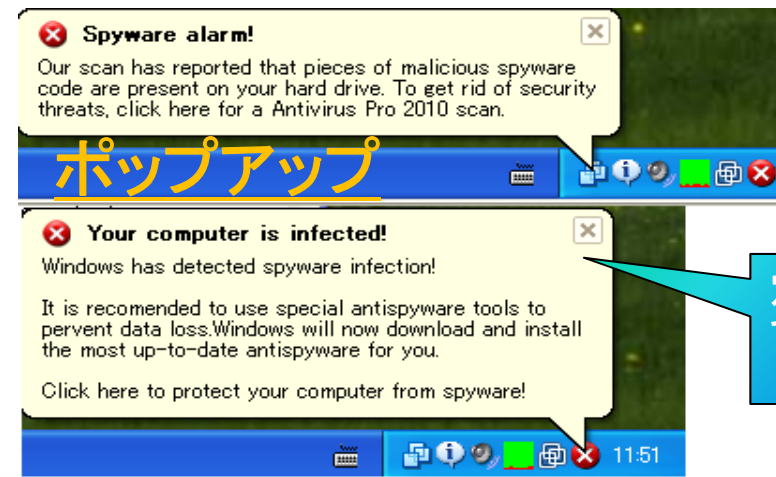 Spyware alarm!
Our scan has reported that pieces of malicious spyware
code are present on your hard drive. To get rid of security
threats, click here for a Antivirus Pro 2010 scan.
ポップアップ
Your computer is infected!
Windows has detected spyware infection!
It is recomended to use special antispyware tools to
pervent data loss.Windows will now download and install
the most up-to-date antispyware for you.
Click here to protect your computer from spyware!
11:51